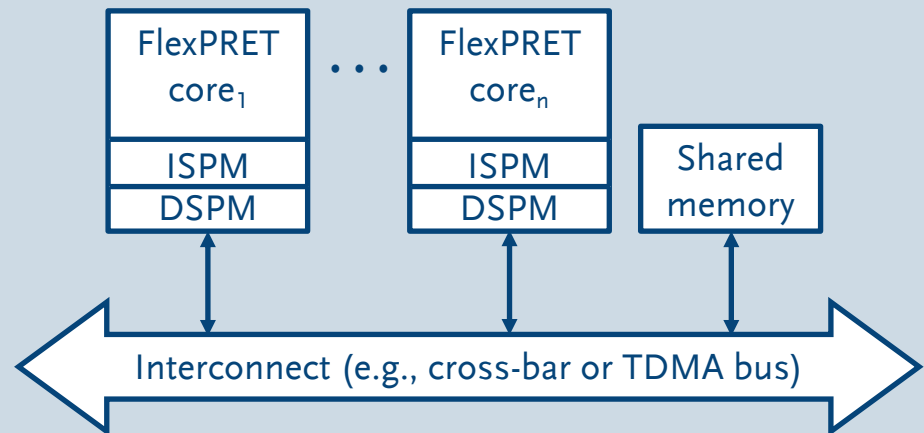 FlexPRET
core₁
ISPM
DSPM
...
FlexPRET
coreₙ
ISPM
DSPM
Shared
memory
Interconnect (e.g., cross-bar or TDMA bus)